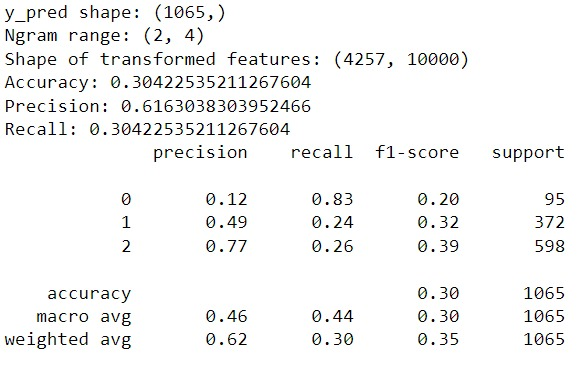 y_pred shape: (1065,)
Ngram range: (2, 4)
Shape of transformed features: (4257, 10000)
Accuracy: 0.30422535211267604
Precision: 0.6163038303952466
Recall: 0.30422535211267604
precision recall f1-score support
0 0.12 0.83 0.20 95
1 0.49 0.24 0.32 372
2 0.77 0.26 0.39 598
accuracy 0.30 1065
macro avg 0.46 0.44 0.30 1065
weighted avg 0.62 0.30 0.35 1065